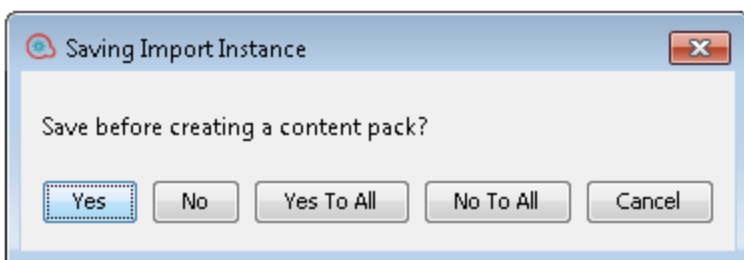 Saving Import Instance
Save before creating a content pack?
Yes No Yes To All No To All Cancel